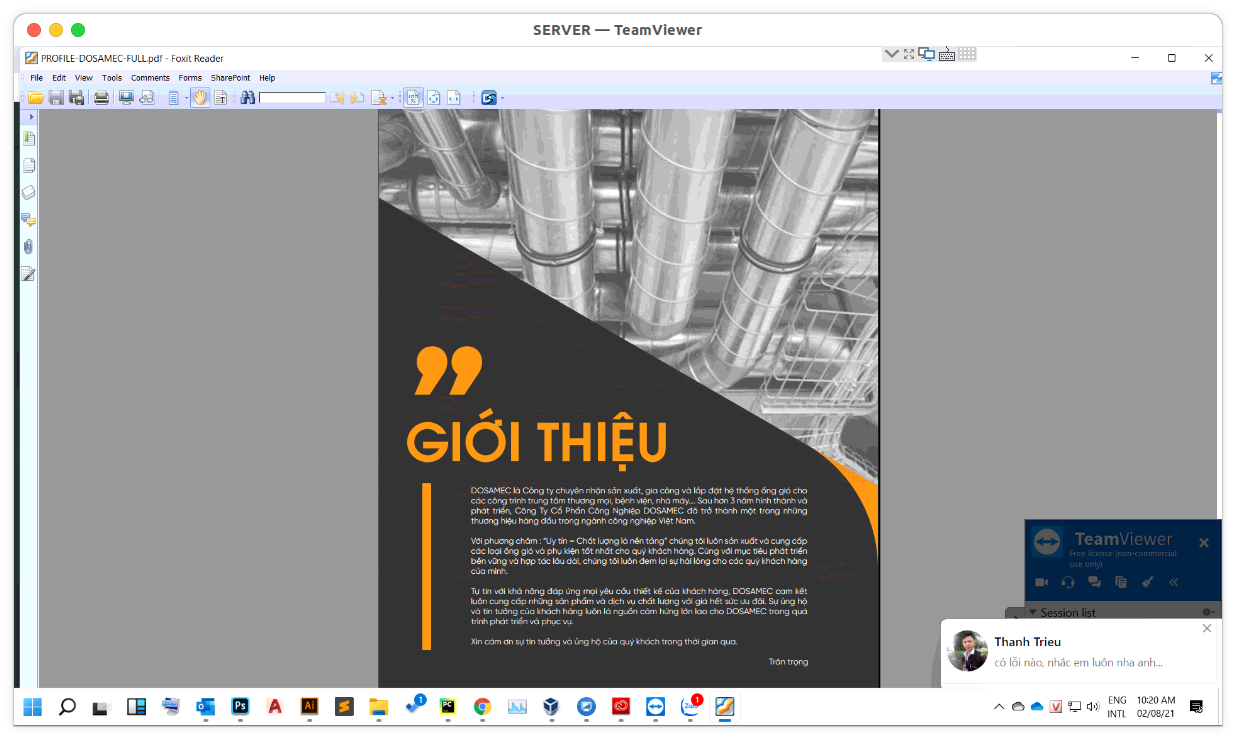 SERVER — TeamViewer
PROFILE-DOSAMEC-FULL.pdf - Foxit Reader
File Edit View Tools Comments Forms SharePoint Help
GIỚI THIỆU
DOSAMEC là Công ty chuyên nhận sản xuất, gia công và lắp đặt hệ thống ống gió cho
các công trình trung tâm thương mại, bệnh viện, nhà máy.... Sau hơn 3 năm hình thành và
phát triển, Công Ty Cổ Phần Công Nghiệp DOSAMEC đã trở thành một trong những
thương hiệu hàng đầu trong ngành công nghiệp Việt Nam.
Với phương châm : “Uy tín – Chất lượng là nền tảng” chúng tôi luôn sản xuất và cung cấp
các loại ống gió và phụ kiện tốt nhất cho quý khách hàng. Cùng với mục tiêu phát triển
bền vững và hợp tác lâu dài, chúng tôi luôn đem lại sự hài lòng cho các quý khách hàng
của mình.
Tự tin với khả năng đáp ứng mọi yêu cầu thiết kế của khách hàng, DOSAMEC cam kết
luôn cung cấp những sản phẩm và dịch vụ chất lượng với giá hết sức ưu đãi. Sự ủng hộ
và tin tưởng của khách hàng luôn là nguồn cảm hứng lớn lao cho DOSAMEC trong quá
trình phát triển và phục vụ.
Xin cảm ơn sự tin tưởng và ủng hộ của quý khách trong thời gian qua.
Trân trọng
TeamViewer
Free license (non-commercial
use only)
Session list
Thanh Trieu
có lỗi nào, nhắc em luôn nha anh...
ENG
INTL
10:20 AM
02/08/21